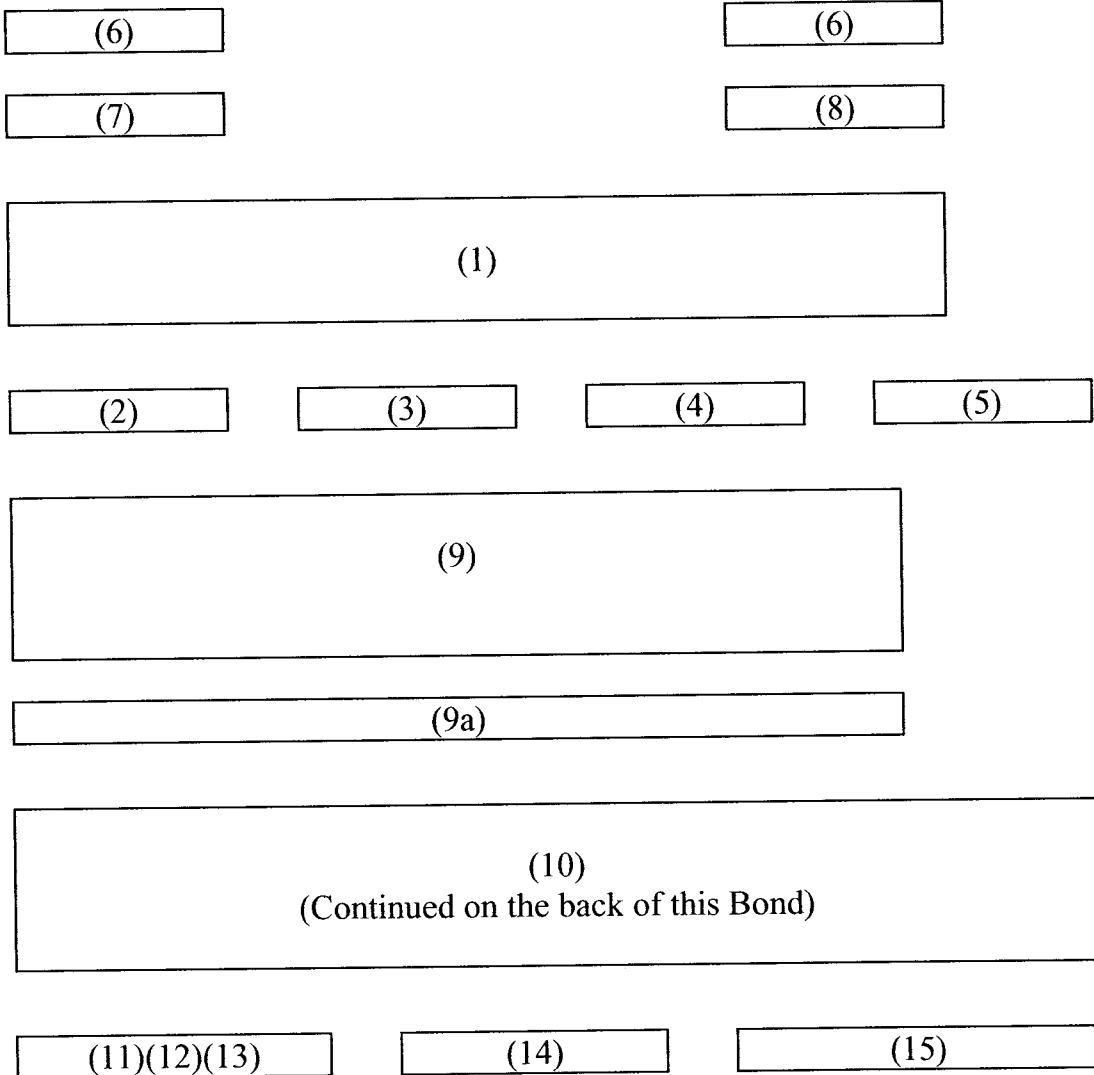 (6) (6)
(7) (8)
(1)
(2) (3) (4) (5)
(9)
(9a)
(10)
(Continued on the back of this Bond)
(11)(12)(13) (14) (15)